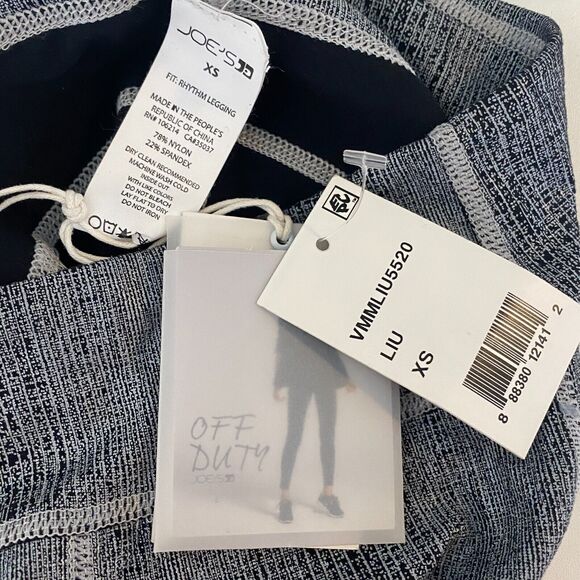 JOE'S
XS
FIT: RHYTHM LEGGING
MADE IN THE PEOPLE'S
REPUBLIC OF CHINA
RN# 106214 CA#35037
78% NYLON
22% SPANDEX
DRY CLEAN RECOMMENDED
MACHINE WASH COLD
INSIDE OUT
WITH LIKE COLORS
DO NOT BLEACH
LAY FLAT TO DRY
DO NOT IRON
VMMLIU5520
LIU
XS
8 88380 12141 2
OFF
DUTY
JOE'S